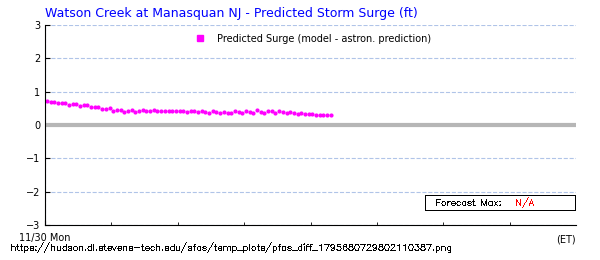 Watson Creek at Manasquan NJ - Predicted Storm Surge (ft)
3
Predicted Surge (model - astron. prediction)
2
1
0
−1
−2
Forecast Max: N/A
−3
11/30 Mon
(ET)
https://hudson.dl.stevens-tech.edu/sfas/temp_plots/pfas_diff_1795680729802110387.png